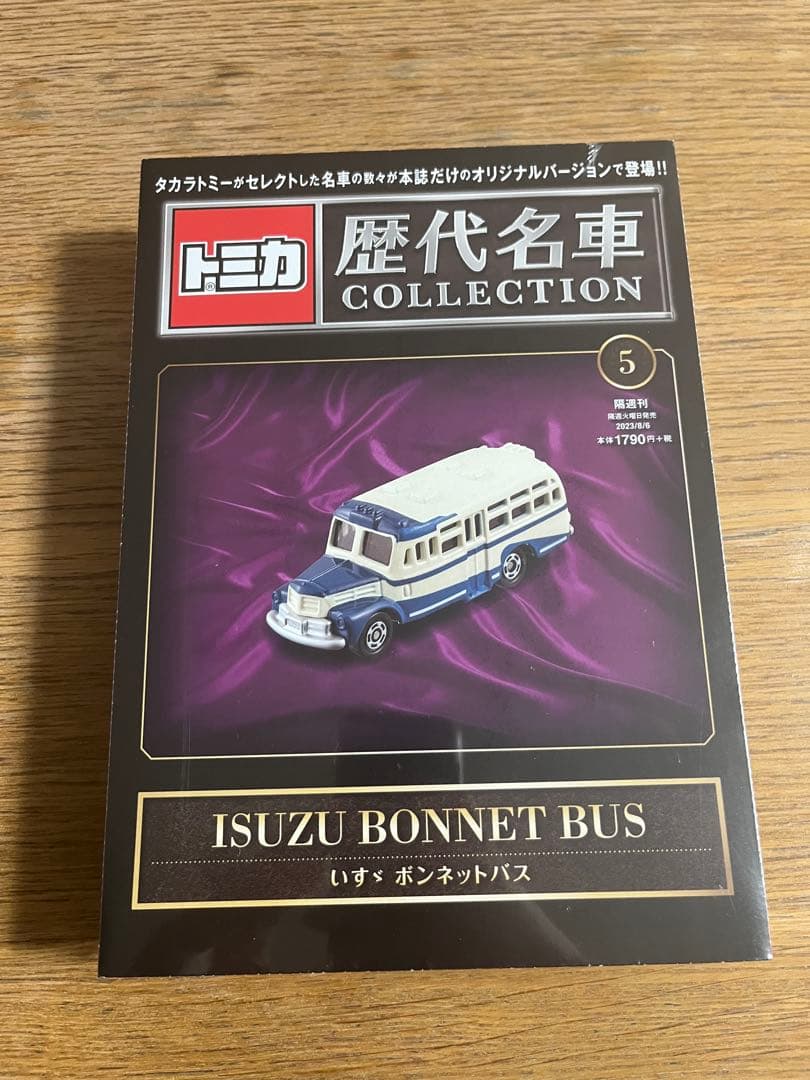 タカラトミーがセレクトした名車の数々が本誌だけのオリジナルバージョンで登場!!
トミカ®
歴代名車
COLLECTION
5
隔週刊
隔週火曜日発売
2023/8/6
本体1790円+税
ISUZU BONNET BUS
いすゞ ボンネットバス